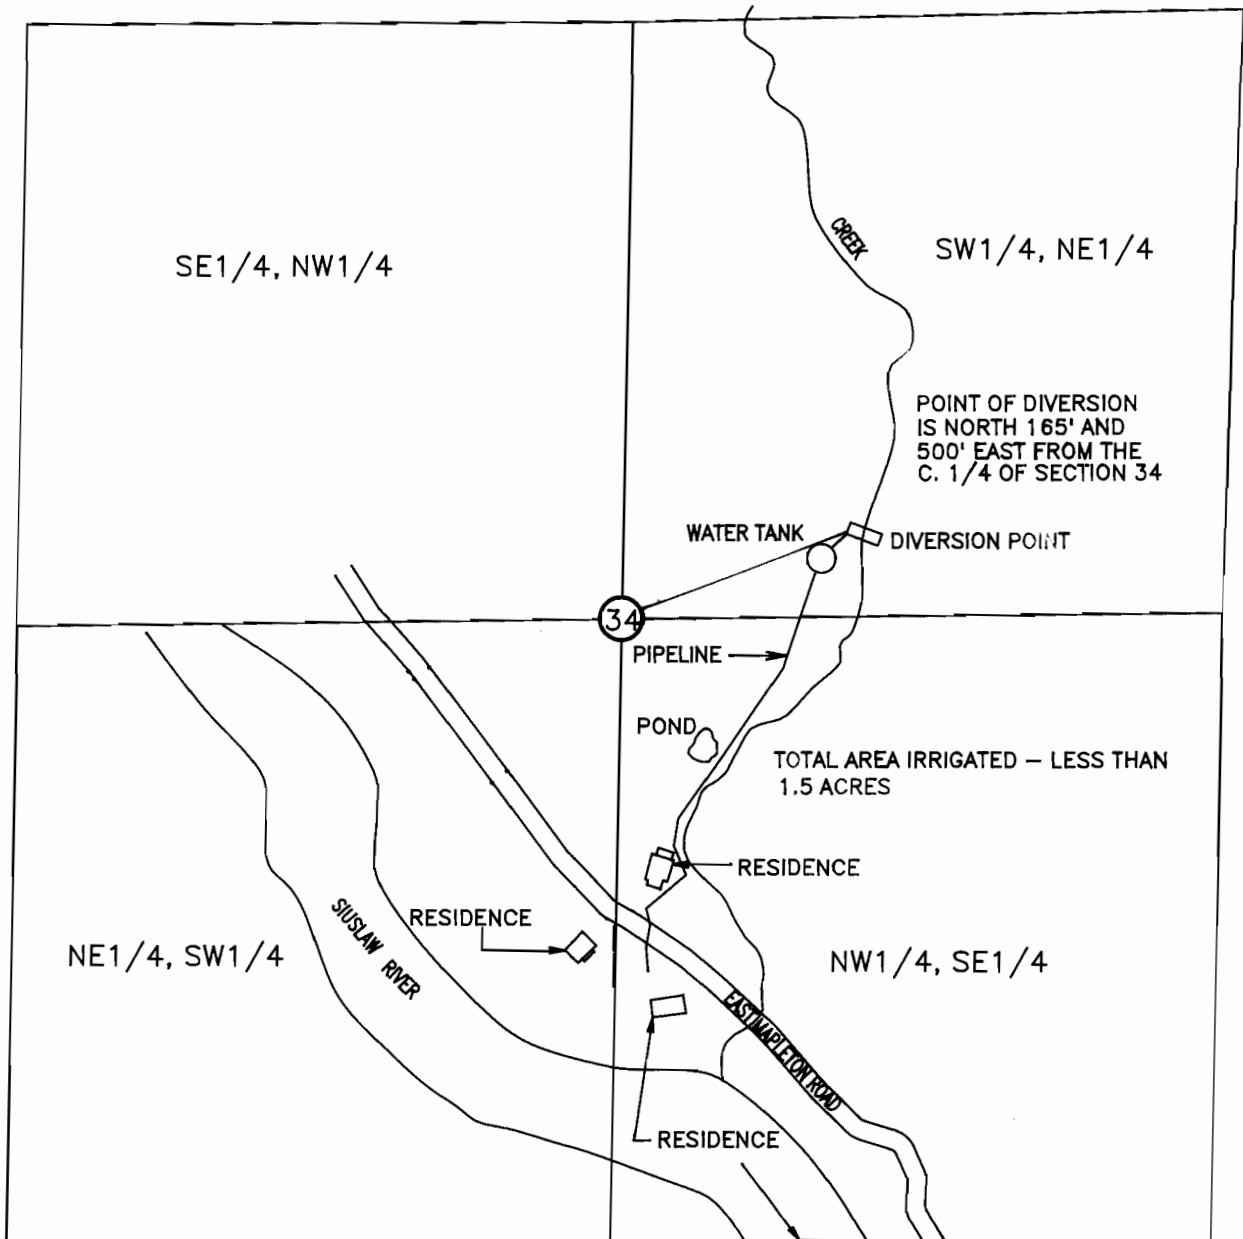 CREEK
SE1/4, NW1/4
SW1/4, NE1/4
POINT OF DIVERSION
IS NORTH 165' AND
500' EAST FROM THE
C. 1/4 OF SECTION 34
WATER TANK
DIVERSION POINT
34
PIPELINE
POND
TOTAL AREA IRRIGATED – LESS THAN
1.5 ACRES
RESIDENCE
RESIDENCE
SIUSLAW RIVER
NE1/4, SW1/4
NW1/4, SE1/4
EAST MAPLETON ROAD
RESIDENCE